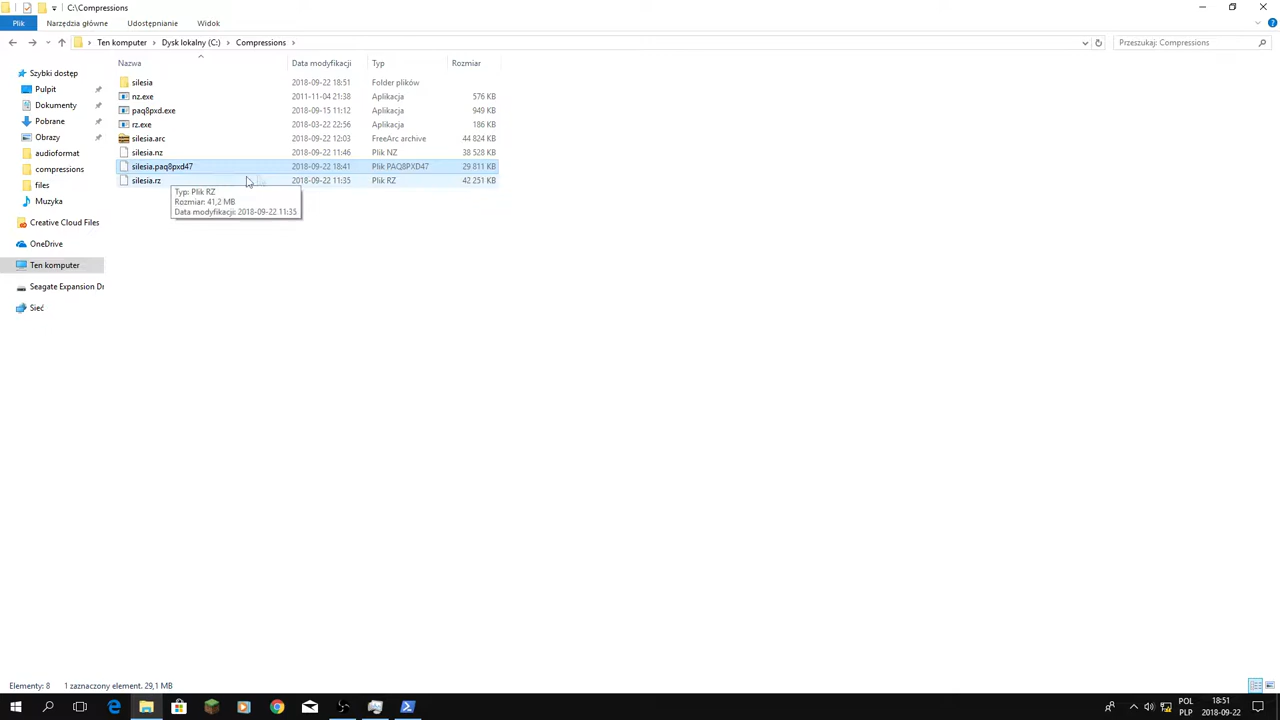 C:\Compressions
Plik Narzędzia główne Udostępnianie Widok
Ten komputer Dysk lokalny (C:) Compressions Przeszukaj: Compressions
Nazwa Data modyfikacji Typ Rozmiar
silesia 2018-09-22 18:51 Folder plików
nz.exe 2011-11-04 21:38 Aplikacja 576 KB
paq8pxd.exe 2018-09-15 11:12 Aplikacja 949 KB
rz.exe 2018-03-22 22:56 Aplikacja 186 KB
silesia.arc 2018-09-22 12:03 FreeArc archive 44 824 KB
silesia.nz 2018-09-22 11:46 Plik NZ 38 528 KB
silesia.paq8pxd47 2018-09-22 18:41 Plik PAQ8PXD47 29 811 KB
silesia.rz 2018-09-22 11:35 Plik RZ 42 251 KB
Typ: Plik RZ
Rozmiar: 41,2 MB
Data modyfikacji: 2018-09-22 11:35
Szybki dostęp
Pulpit
Dokumenty
Pobrane
Obrazy
audioformat
compressions
files
Muzyka
Creative Cloud Files
OneDrive
Ten komputer
Seagate Expansion Dr
Sieć
Elementy: 8 1 zaznaczony element. 29,1 MB
POL 18:51
PLP 2018-09-22